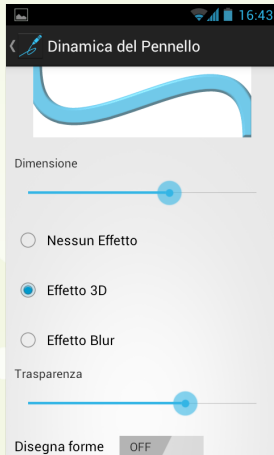 16:43
Dinamica del Pennello
Dimensione
Nessun Effetto
Effetto 3D
Effetto Blur
Trasparenza
Disegna forme OFF